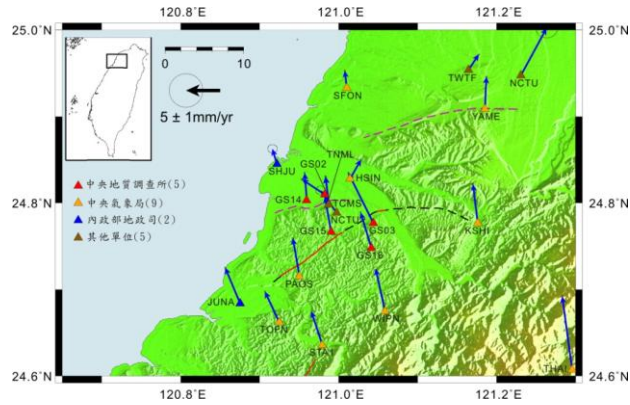 120.8(E)
121.0(E)
121.2(E)
25.0(N)
25.0(N)
0
10
5 ± 1mm/yr
TWTF
NCTU
SFON
YAME
TNML
GS02
HSIN
SHJU
中央地質調查所(5)
中央氣象局(9)
內政部地政司(2)
其他單位(5)
GS14
TCMS
NCTU
24.8(N)
24.8(N)
GS15
GS03
KSHI
GS16
PAOS
JUNA
TOFN
WIPN
STA1
THAI
24.6(N)
24.6(N)
120.8(E)
121.0(E)
121.2(E)